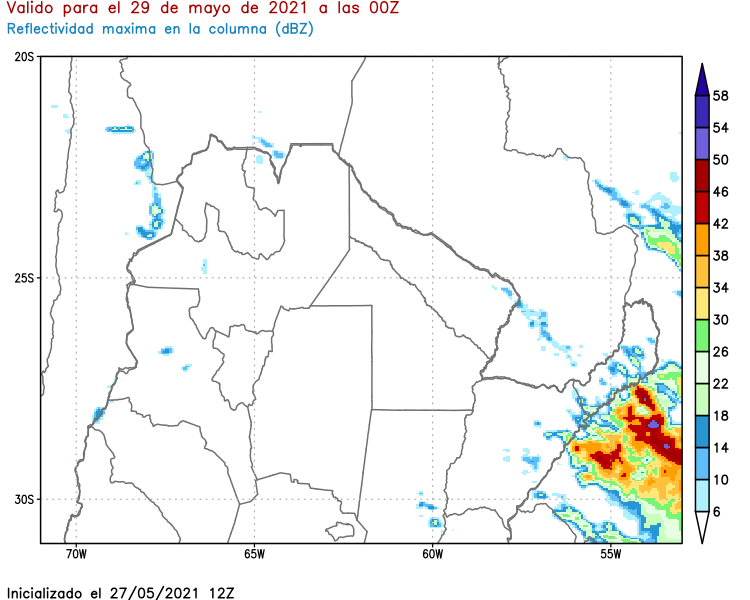 Valido para el 29 de mayo de 2021 a las 00Z
Reflectividad maxima en la columna (dBZ)
20S
25S
30S
70W 65W 60W 55W
58
54
50
46
42
38
34
30
26
22
18
14
10
6
Inicializado el 27/05/2021 12Z